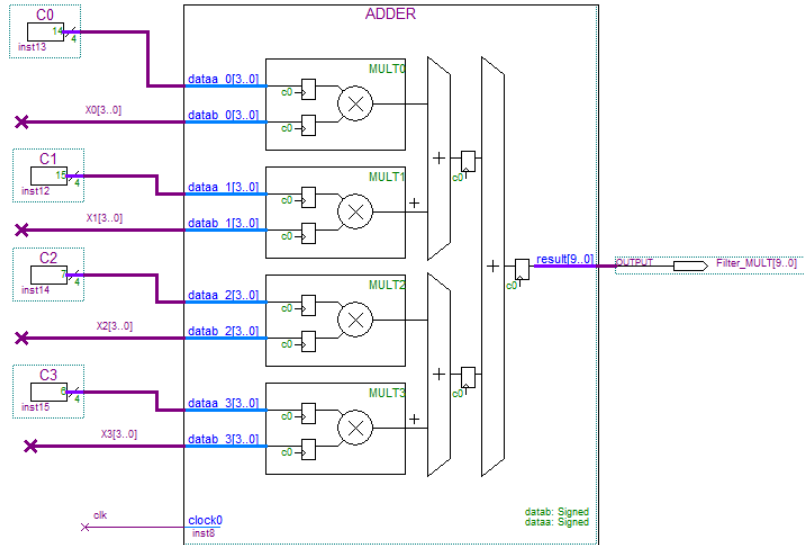 C0
ADDER
14
4
inst13
MULT0
dataa_0[3..0]
c0
X0[3..0]
datab_0[3..0]
c0
C1
15
4
inst12
MULT1
+
c0
dataa_1[3..0]
c0
+
X1[3..0]
datab_1[3..0]
c0
C2
7
4
inst14
result[9..0]
OUTPUT
Filter_MULT[9..0]
+
c0
MULT2
dataa_2[3..0]
c0
X2[3..0]
datab_2[3..0]
c0
C3
6
4
inst15
+
c0
MULT3
dataa_3[3..0]
c0
+
X3[3..0]
datab_3[3..0]
c0
clk
clock0
datab: Signed
dataa: Signed
inst8